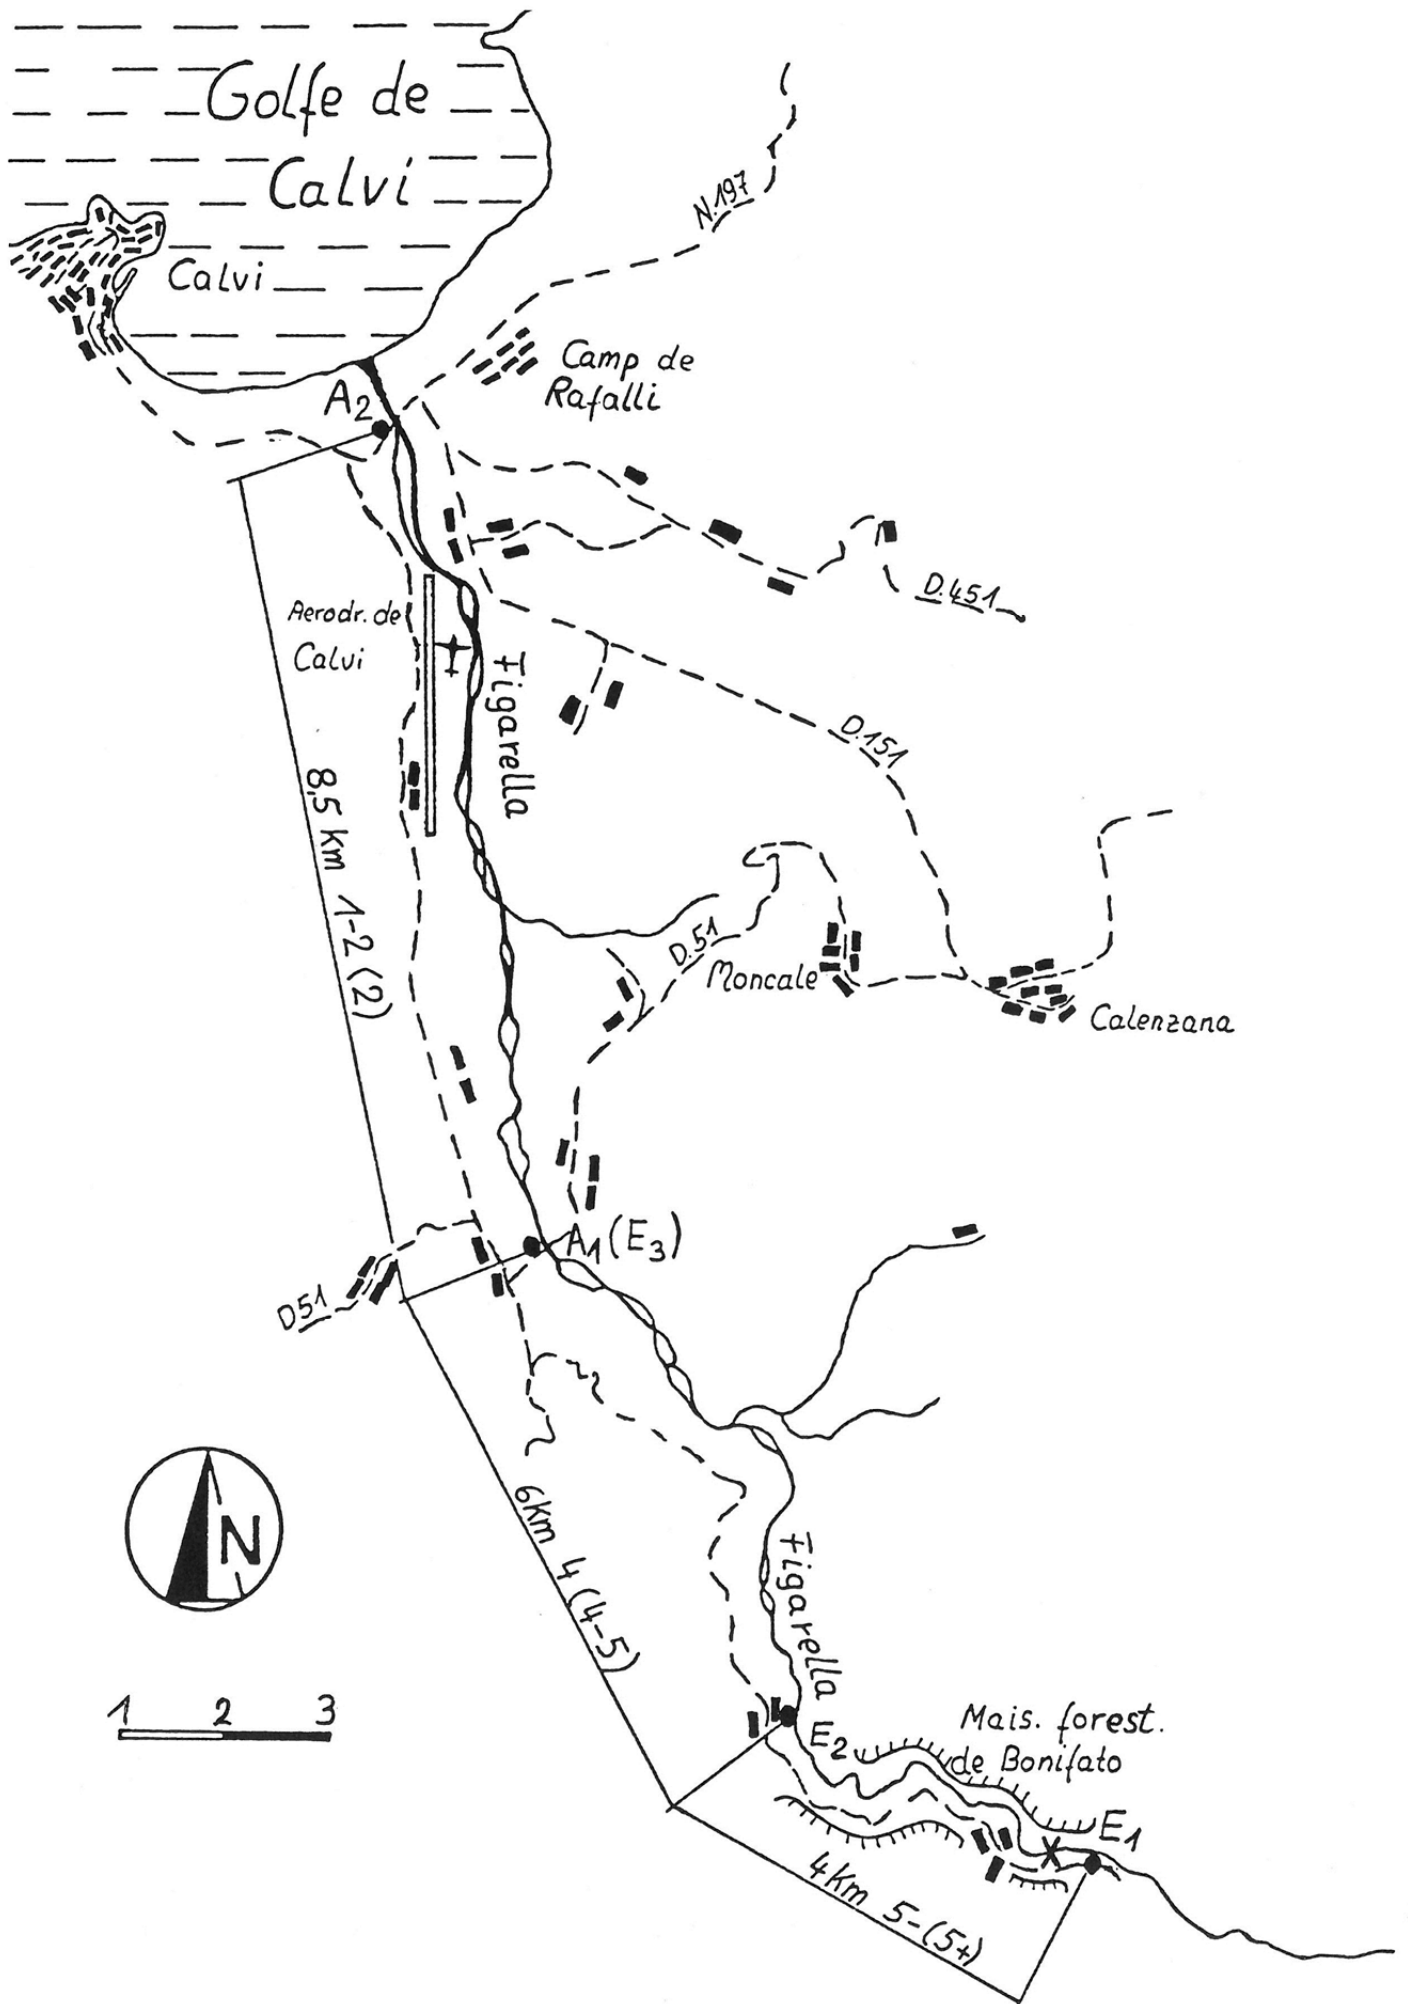 Golfe de
Calvi
N.197
Calvi
Camp de
Rafalli
A2
D.451
Aerodr. de
Calvi
Figarella
D.151
8,5 km 1-2 (2)
D.51
Moncale
Calenzana
A1 (E3)
D51
N
6Km 4 (4-5)
Figarella
1 2 3
E2
Mais. forest.
de Bonifato
E1
4Km 5-(5+)